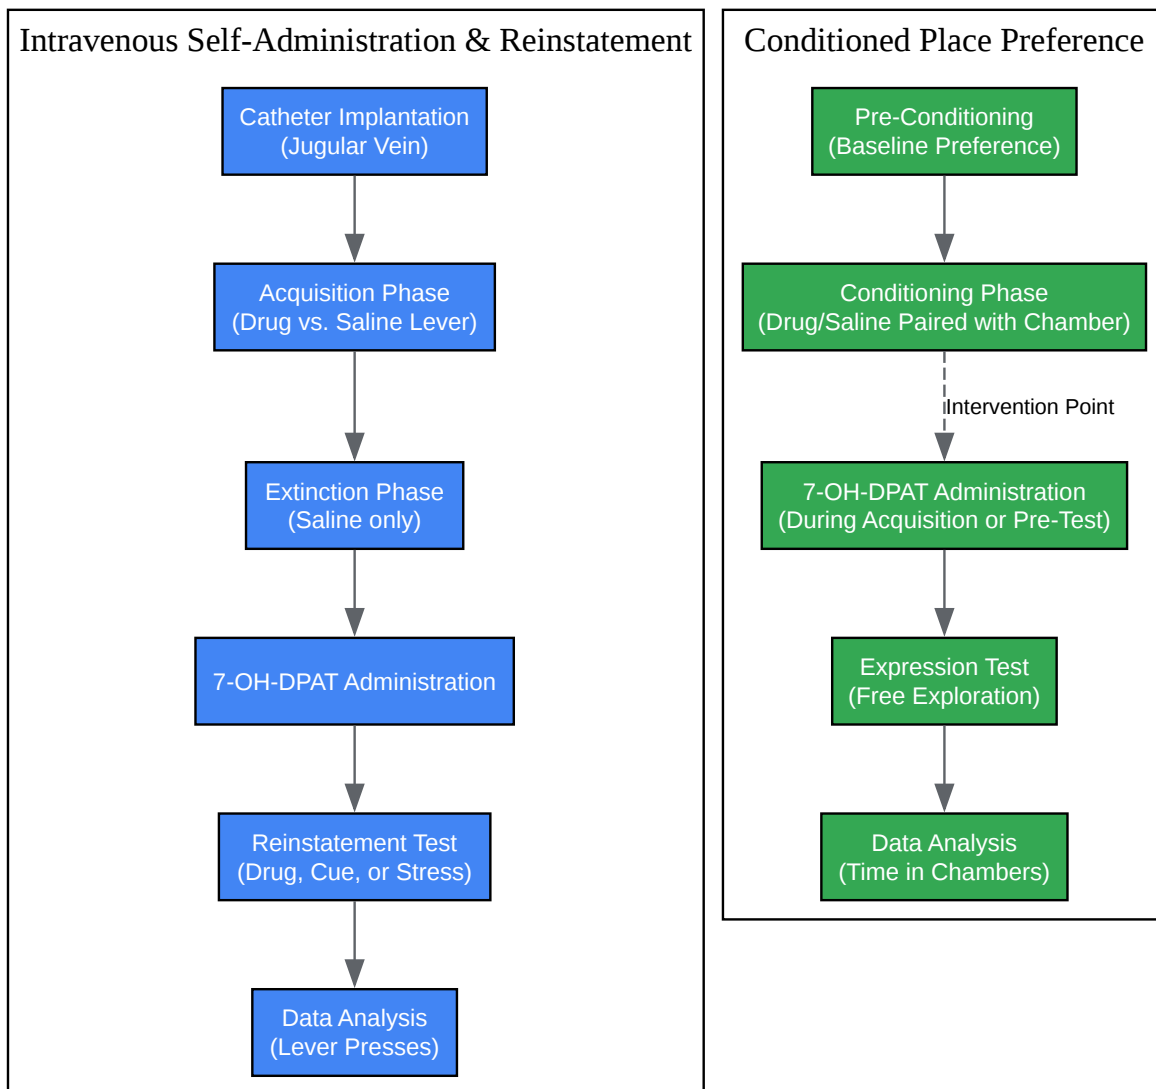 Intravenous Self-Administration & Reinstatement
Catheter Implantation
(Jugular Vein)
Acquisition Phase
(Drug vs. Saline Lever)
Extinction Phase
(Saline only)
7-OH-DPAT Administration
Reinstatement Test
(Drug, Cue, or Stress)
Data Analysis
(Lever Presses)
Conditioned Place Preference
Pre-Conditioning
(Baseline Preference)
Conditioning Phase
(Drug/Saline Paired with Chamber)
Intervention Point
7-OH-DPAT Administration
(During Acquisition or Pre-Test)
Expression Test
(Free Exploration)
Data Analysis
(Time in Chambers)